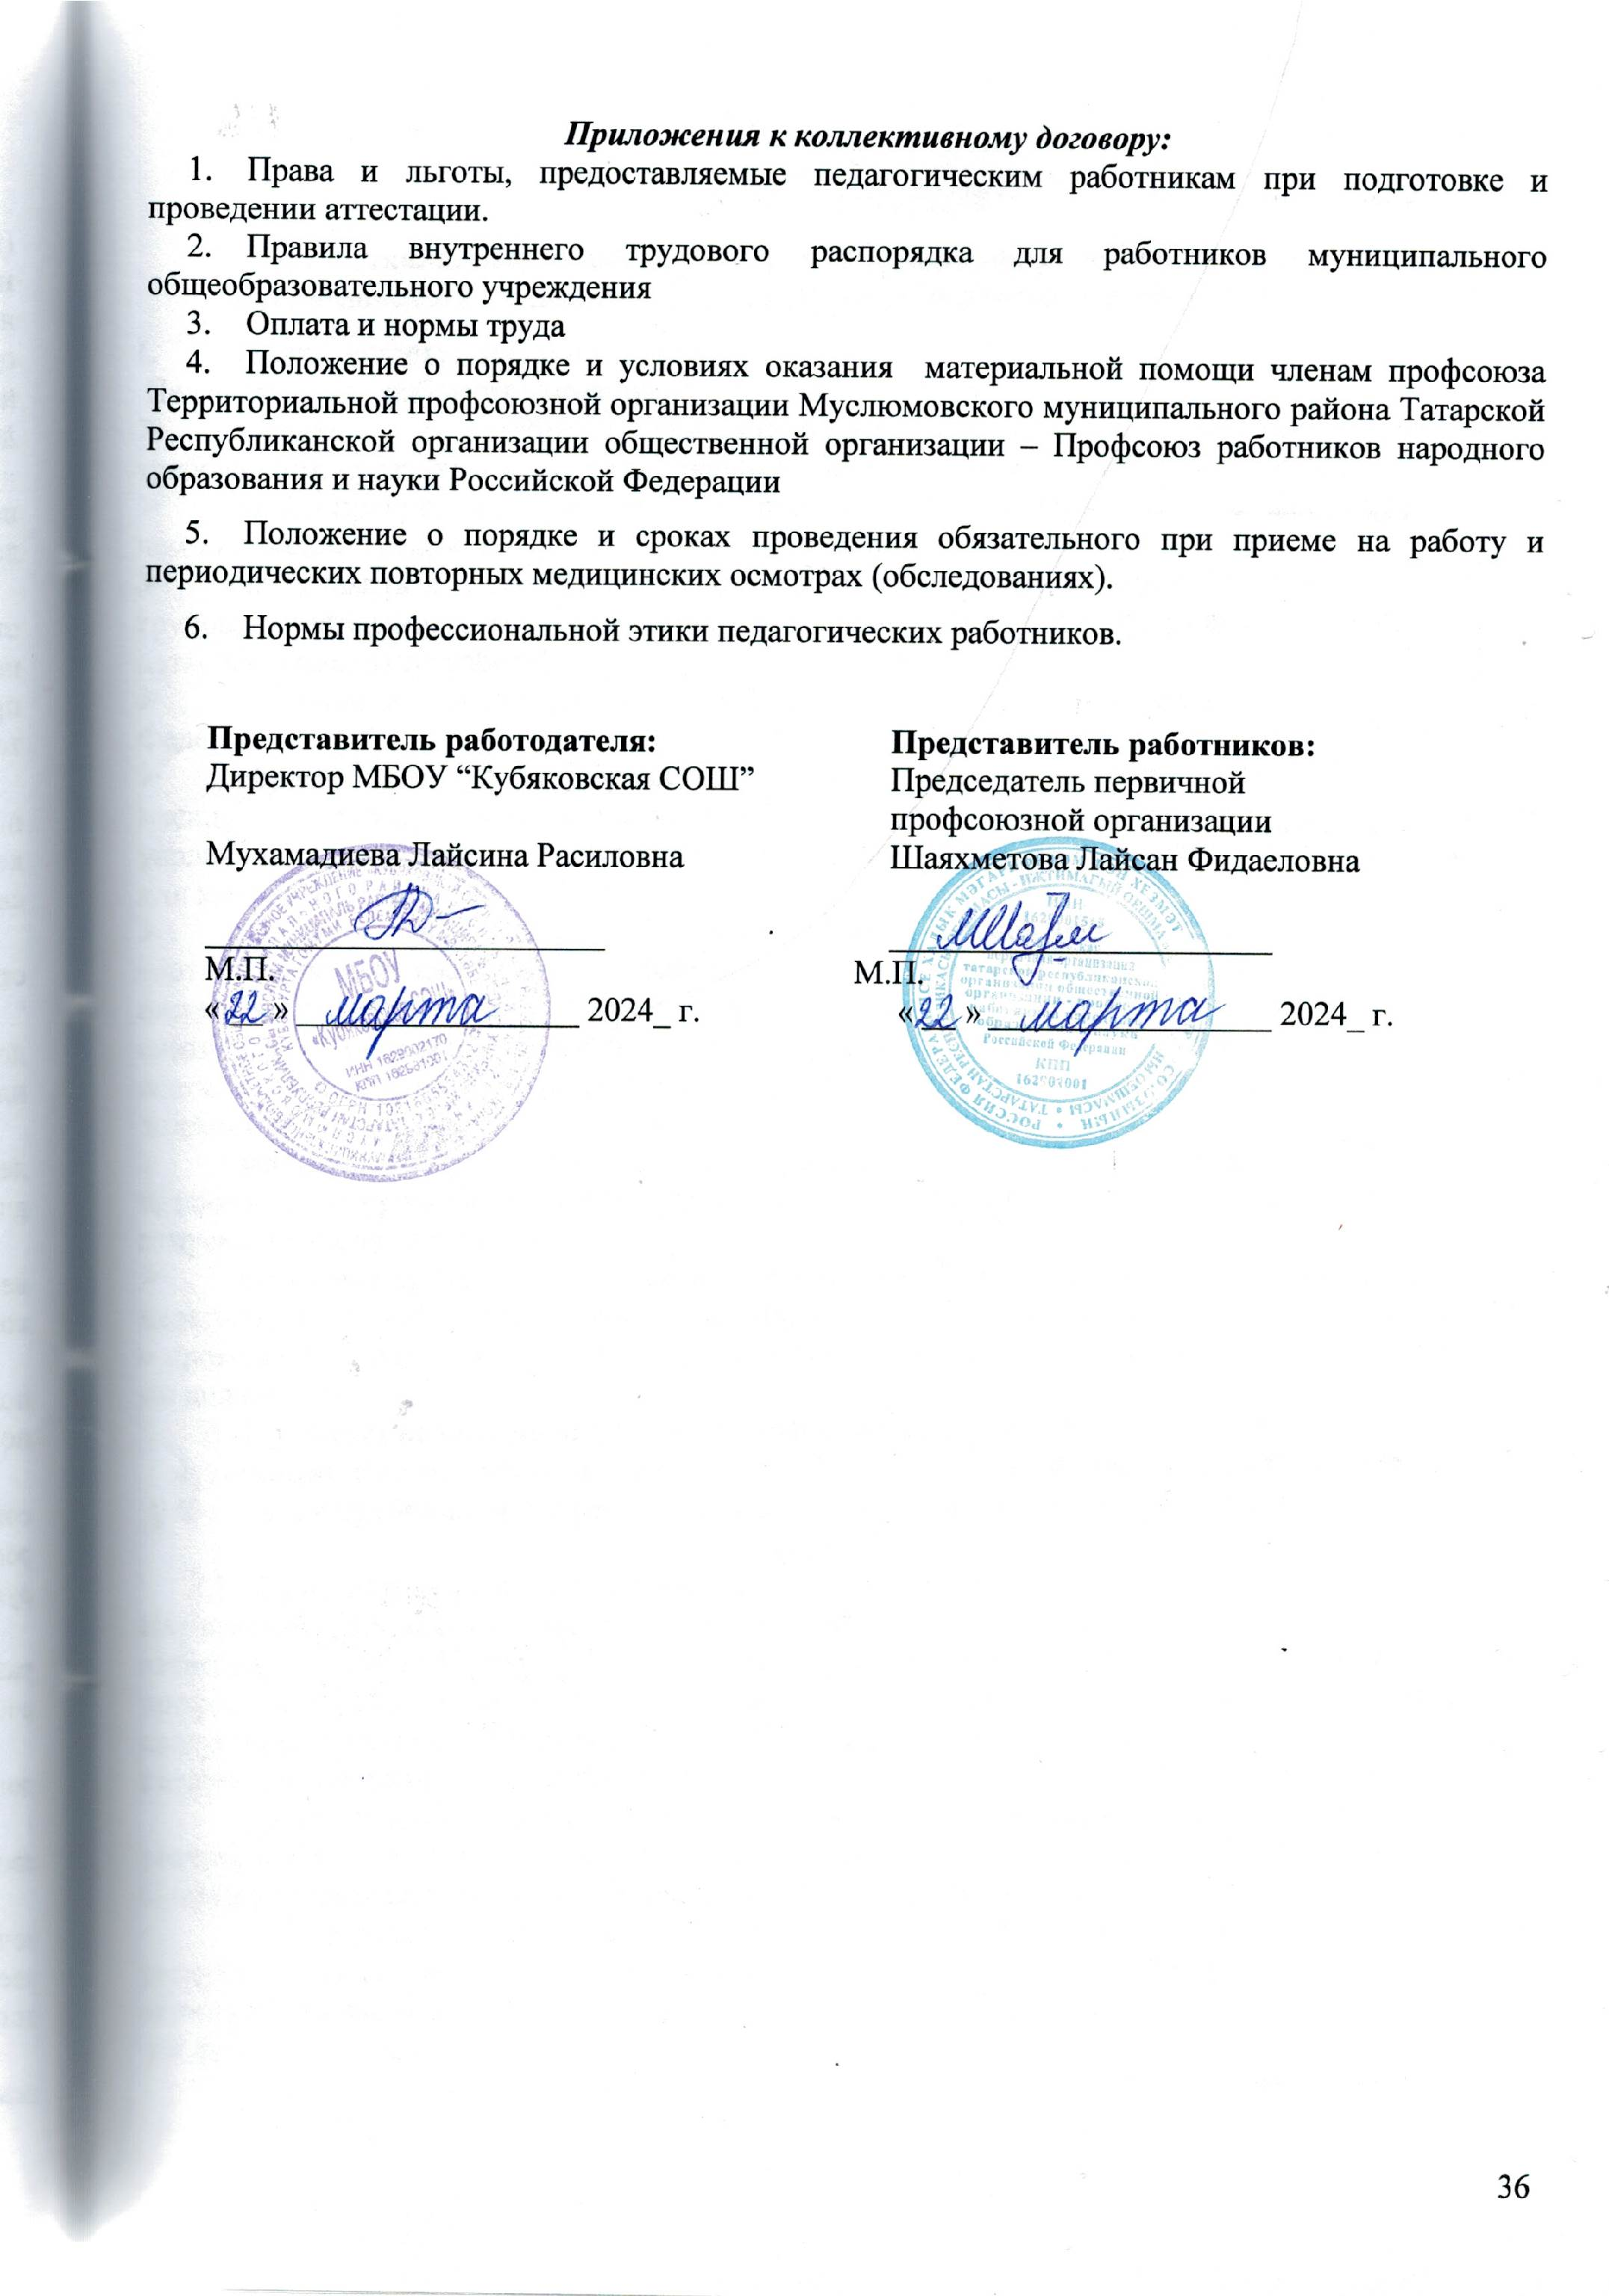 Приложения к коллективному договору:
1. Права и льготы, предоставляемые педагогическим работникам при подготовке и
проведении аттестации.
2. Правила внутреннего трудового распорядка для работников муниципального
общеобразовательного учреждения
3. Оплата и нормы труда
4. Положение о порядке и условиях оказания материальной помощи членам профсоюза
Территориальной профсоюзной организации Муслюмовского муниципального района Татарской
Республиканской организации общественной организации – Профсоюз работников народного
образования и науки Российской Федерации
5. Положение о порядке и сроках проведения обязательного при приеме на работу и
периодических повторных медицинских осмотрах (обследованиях).
6. Нормы профессиональной этики педагогических работников.
Представитель работодателя:
Директор МБОУ “Кубяковская СОШ”
Мухамадиева Лайсина Расиловна
М.П.
«22» марта 2024_ г.
МБОУ
Представитель работников:
Председатель первичной
профсоюзной организации
Шаяхметова Лайсан Фидаеловна
М.П.
«22» марта 2024_ г.
Российской Федерации
КПП
36